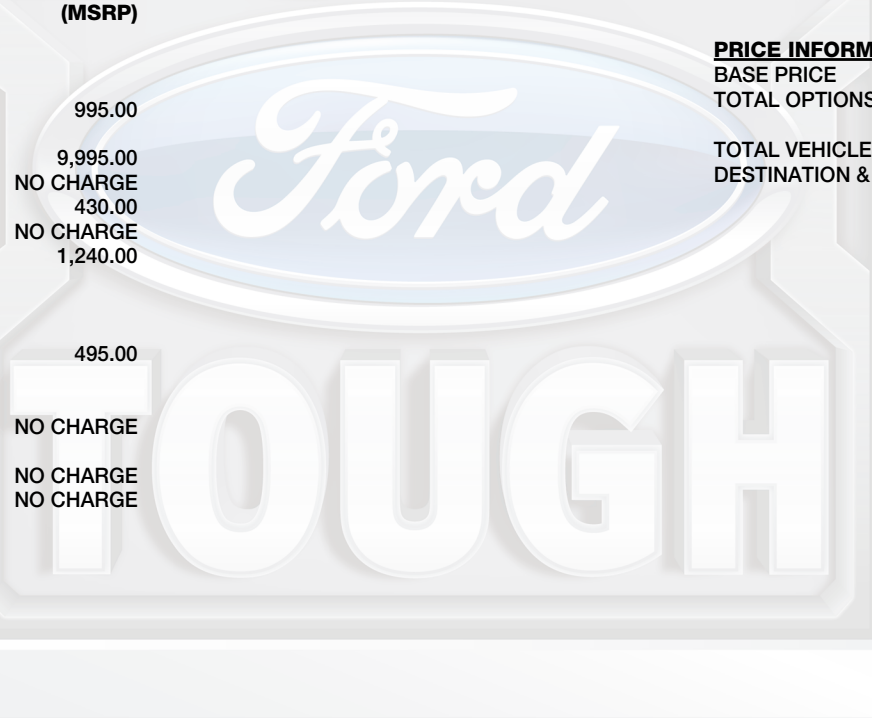 (MSRP)
995.00
9,995.00
NO CHARGE
430.00
NO CHARGE
1,240.00
495.00
NO CHARGE
NO CHARGE
NO CHARGE
PRICE INFORM
BASE PRICE
TOTAL OPTIONS
TOTAL VEHICLE
DESTINATION &
Ford
TOUGH